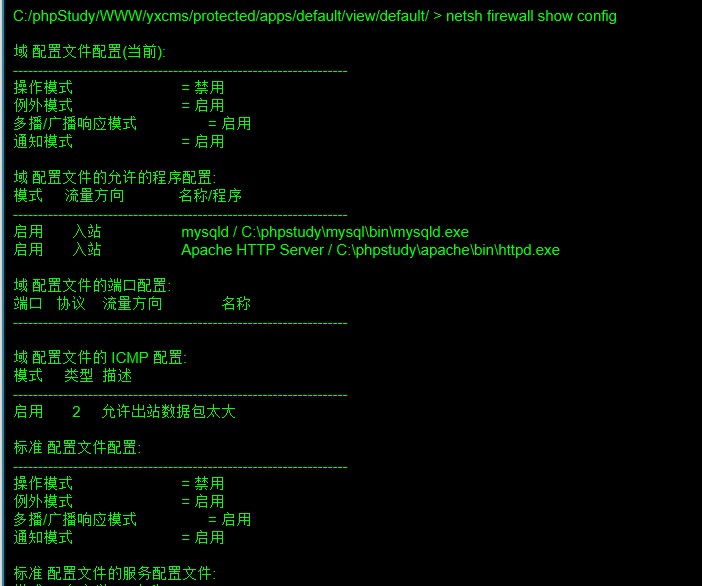 C:/phpStudy/WWW/yxcms/protected/apps/default/view/default/ > netsh firewall show config
域 配置文件配置(当前):
-------------------------------------------------------------------
操作模式 = 禁用
例外模式 = 启用
多播/广播响应模式 = 启用
通知模式 = 启用
域 配置文件的允许的程序配置:
模式 流量方向 名称/程序
-------------------------------------------------------------------
启用 入站 mysqld / C:\phpstudy\mysql\bin\mysqld.exe
启用 入站 Apache HTTP Server / C:\phpstudy\apache\bin\httpd.exe
域 配置文件的端口配置:
端口 协议 流量方向 名称
-------------------------------------------------------------------
域 配置文件的 ICMP 配置:
模式 类型 描述
-------------------------------------------------------------------
启用 2 允许出站数据包太大
标准 配置文件配置:
-------------------------------------------------------------------
操作模式 = 禁用
例外模式 = 启用
多播/广播响应模式 = 启用
通知模式 = 启用
标准 配置文件的服务配置文件: